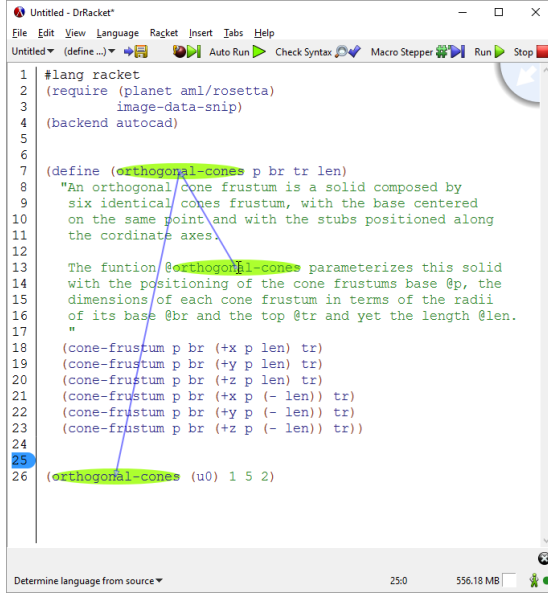 Untitled - DrRacket*
File Edit View Language Racket Insert Tabs Help
Untitled (define ...) Auto Run Check Syntax Macro Stepper Run Stop
1 #lang racket
2 (require (planet aml/rosetta)
3          image-data-snip)
4 (backend autocad)
5
6
7 (define (orthogonal-cones p br tr len)
8   "An orthogonal cone frustum is a solid composed by
9    six identical cones frustum, with the base centered
10    on the same point and with the stubs positioned along
11    the cordinate axes.
12
13    The funtion @orthogonal-cones parameterizes this solid
14    with the positioning of the cone frustums base @p, the
15    dimensions of each cone frustum in terms of the radii
16    of its base @br and the top @tr and yet the length @len.
17    "
18   (cone-frustum p br (+x p len) tr)
19   (cone-frustum p br (+y p len) tr)
20   (cone-frustum p br (+z p len) tr)
21   (cone-frustum p br (+x p (- len)) tr)
22   (cone-frustum p br (+y p (- len)) tr)
23   (cone-frustum p br (+z p (- len)) tr))
24
25
26 (orthogonal-cones (u0) 1 5 2)
Determine language from source 25:0 556.18 MB